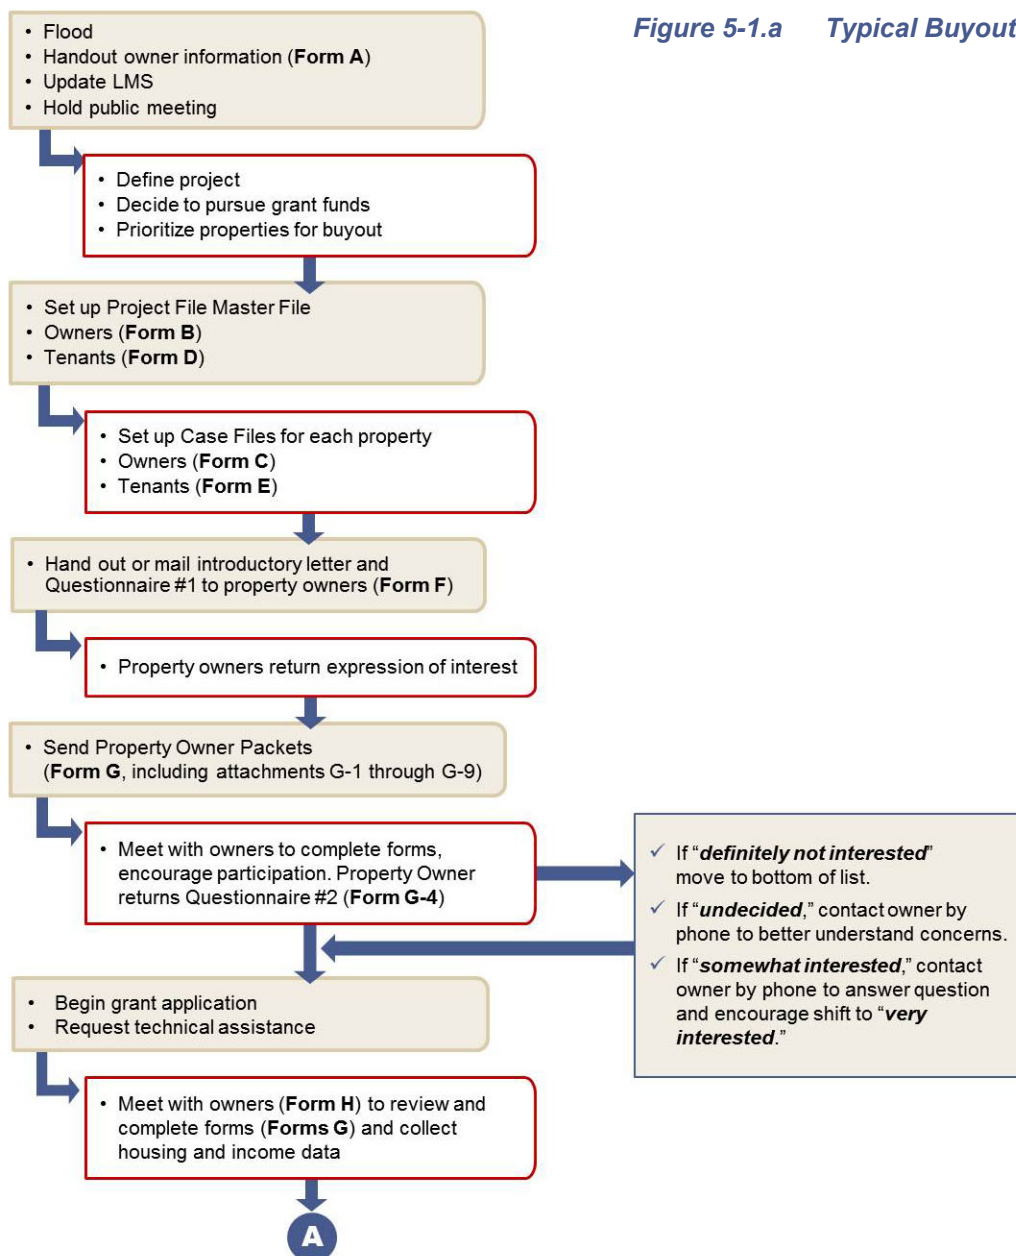 Figure 5-1.a Typical Buyout
• Flood
• Handout owner information (Form A)
• Update LMS
• Hold public meeting
• Define project
• Decide to pursue grant funds
• Prioritize properties for buyout
• Set up Project File Master File
• Owners (Form B)
• Tenants (Form D)
• Set up Case Files for each property
• Owners (Form C)
• Tenants (Form E)
• Hand out or mail introductory letter and
Questionnaire #1 to property owners (Form F)
• Property owners return expression of interest
• Send Property Owner Packets
(Form G, including attachments G-1 through G-9)
• Meet with owners to complete forms,
encourage participation. Property Owner
returns Questionnaire #2 (Form G-4)
✓ If “definitely not interested”
move to bottom of list.
✓ If “undecided,” contact owner by
phone to better understand concerns.
✓ If “somewhat interested,” contact
owner by phone to answer question
and encourage shift to “very
interested.”
• Begin grant application
• Request technical assistance
• Meet with owners (Form H) to review and
complete forms (Forms G) and collect
housing and income data
A